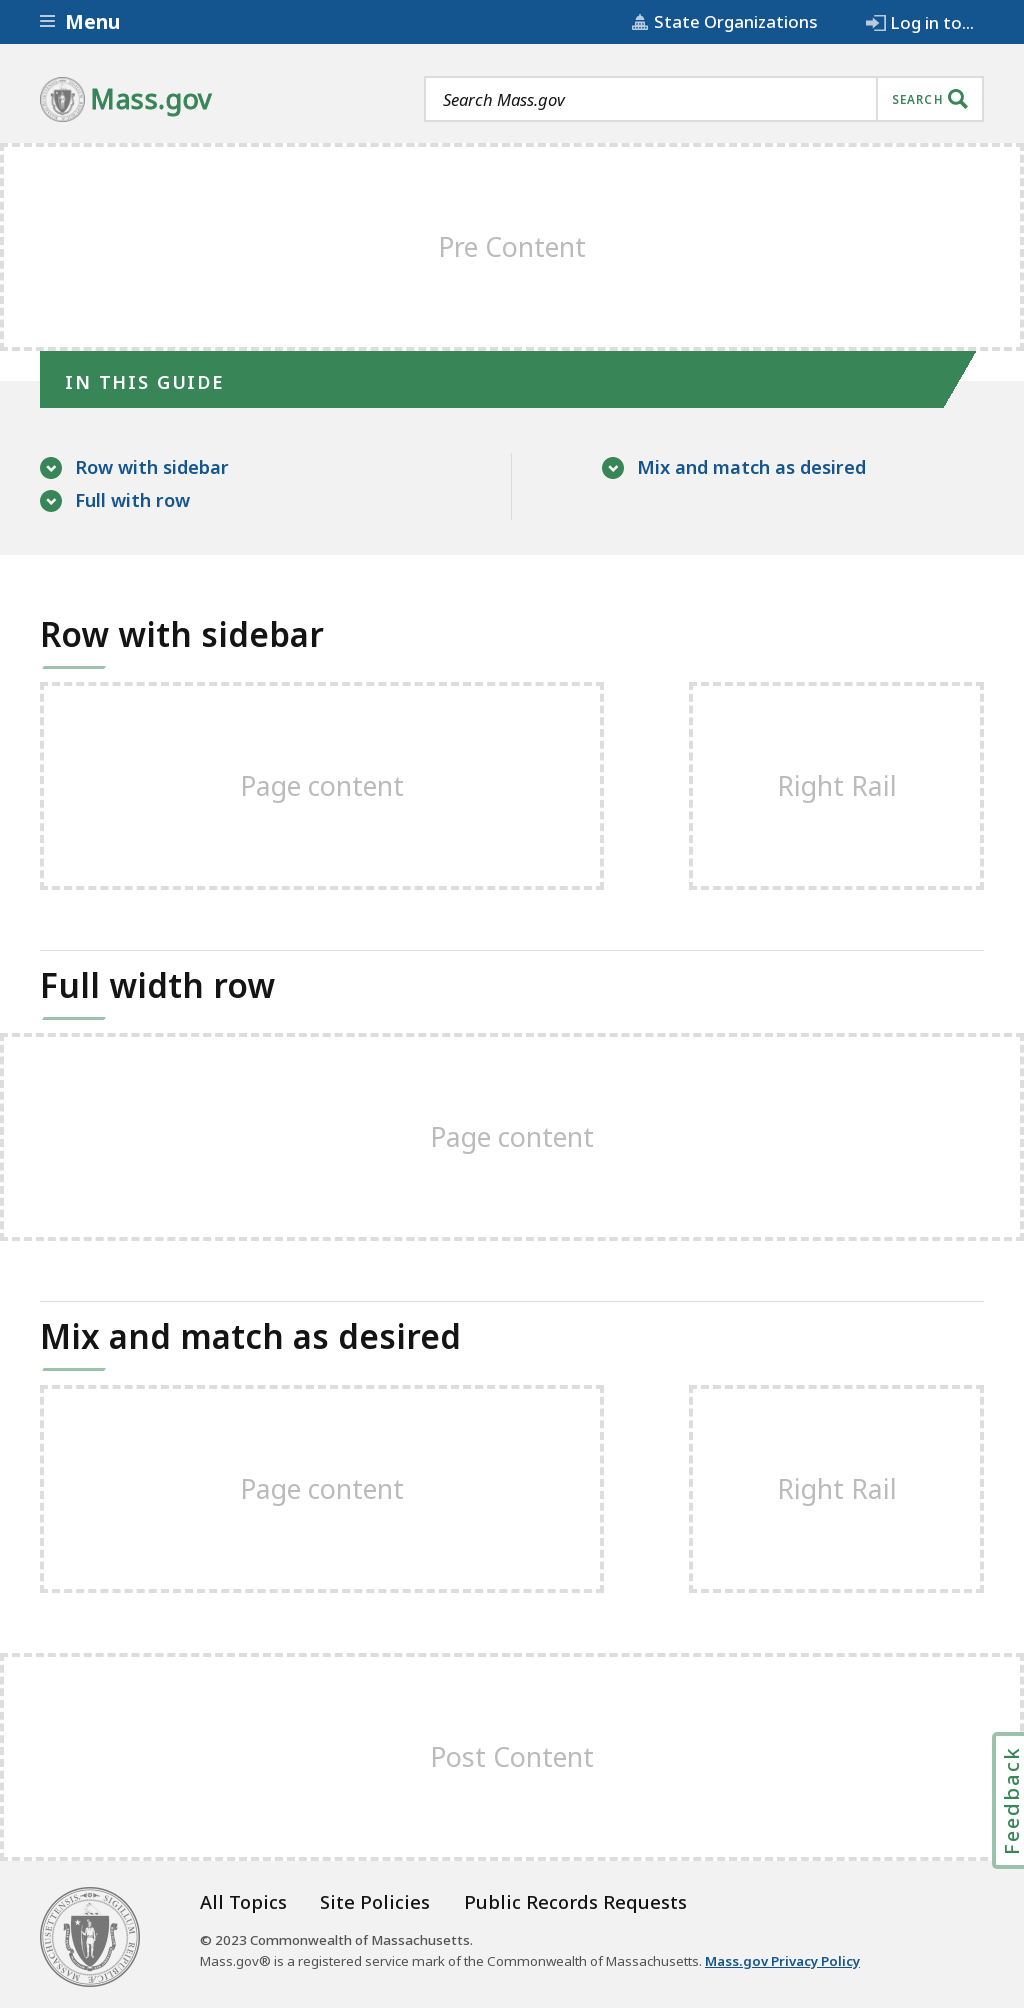 Menu
State Organizations
Log in to...
Mass.gov
Search Mass.gov
SEARCH
Pre Content
IN THIS GUIDE
Row with sidebar
Full with row
Mix and match as desired
Row with sidebar
Page content
Right Rail
Full width row
Page content
Mix and match as desired
Page content
Right Rail
Post Content
Feedback
All Topics
Site Policies
Public Records Requests
© 2023 Commonwealth of Massachusetts.
Mass.gov® is a registered service mark of the Commonwealth of Massachusetts. Mass.gov Privacy Policy